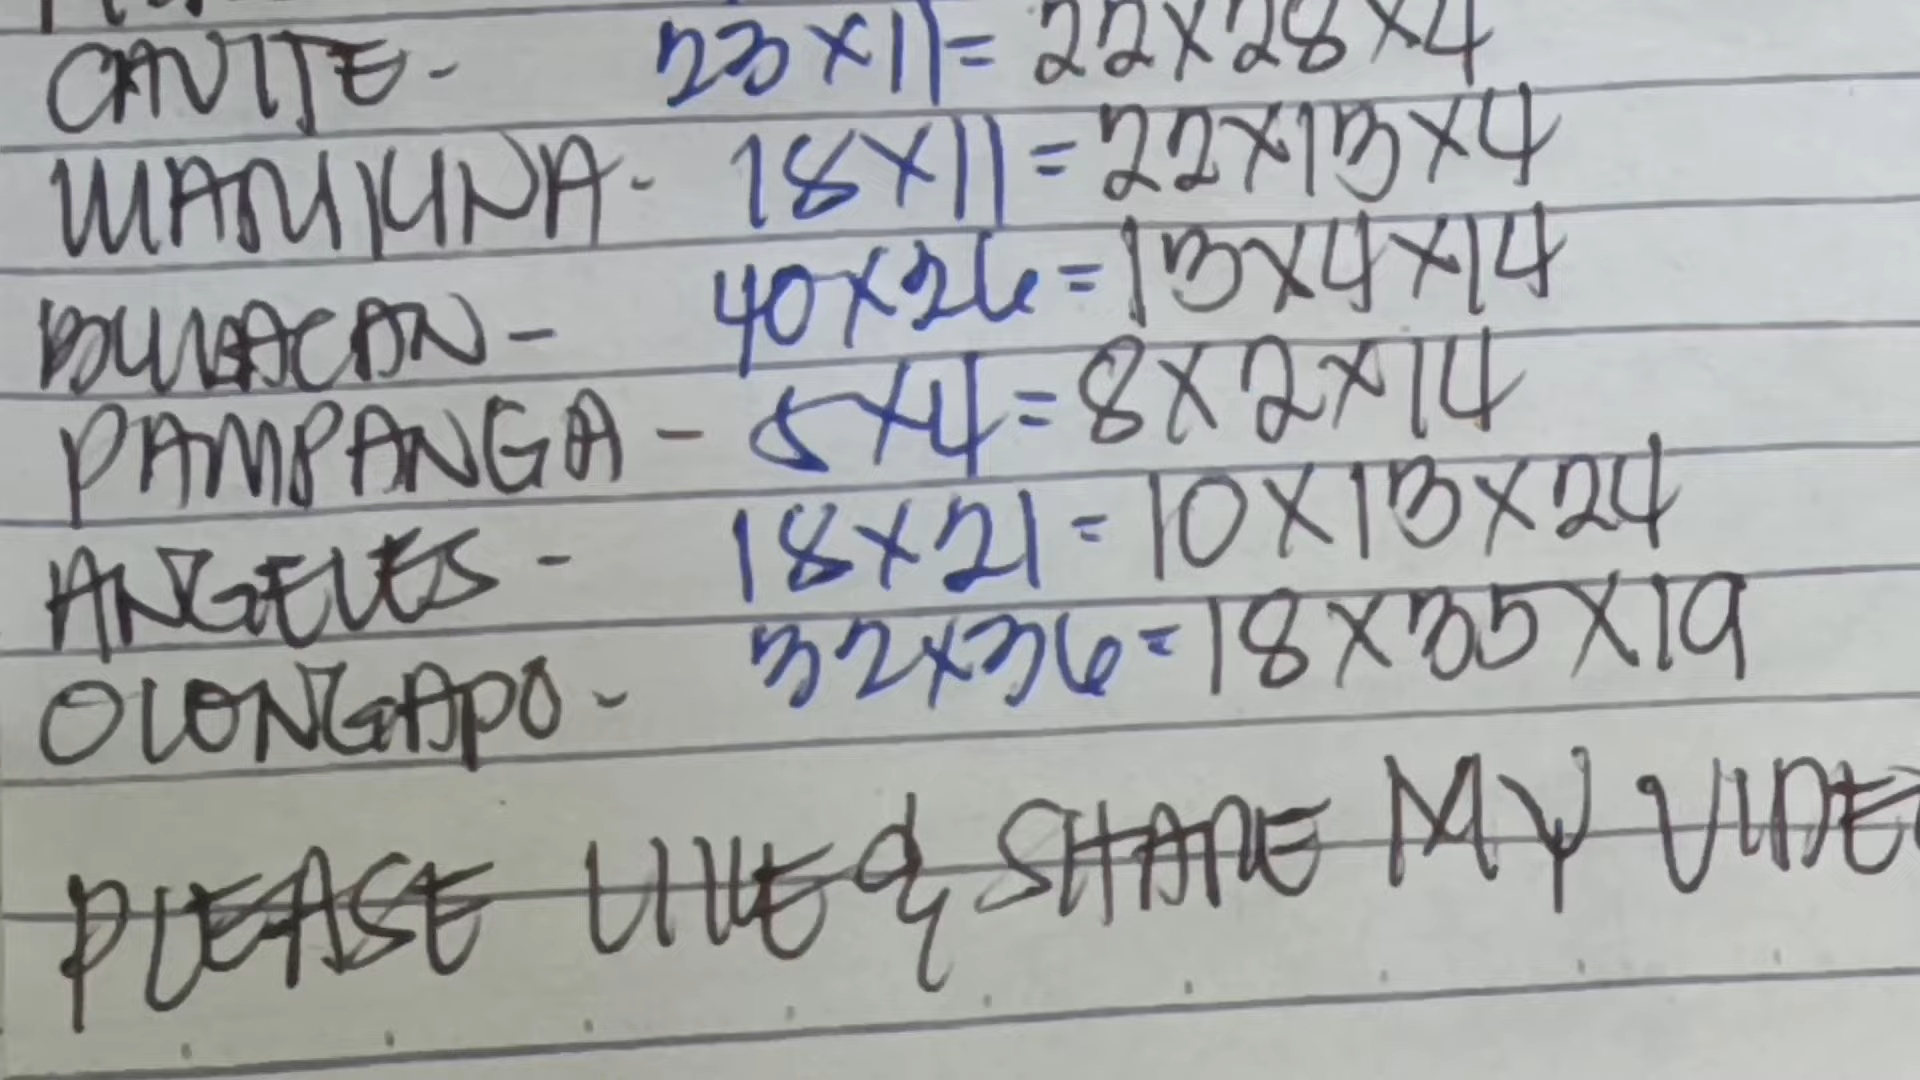 CAVITE - 23 X 11 = 22 X 28 X 4
MARIKINA - 18 X 11 = 22 X 13 X 4
BULACAN - 40 X 26 = 13 X 4 X 14
PAMPANGA - 5 X 4 = 8 X 2 X 14
ANGELES - 18 X 21 = 10 X 13 X 24
OLONGAPO - 32 X 36 = 18 X 35 X 19
PLEASE LIKE & SHARE MY VIDEO